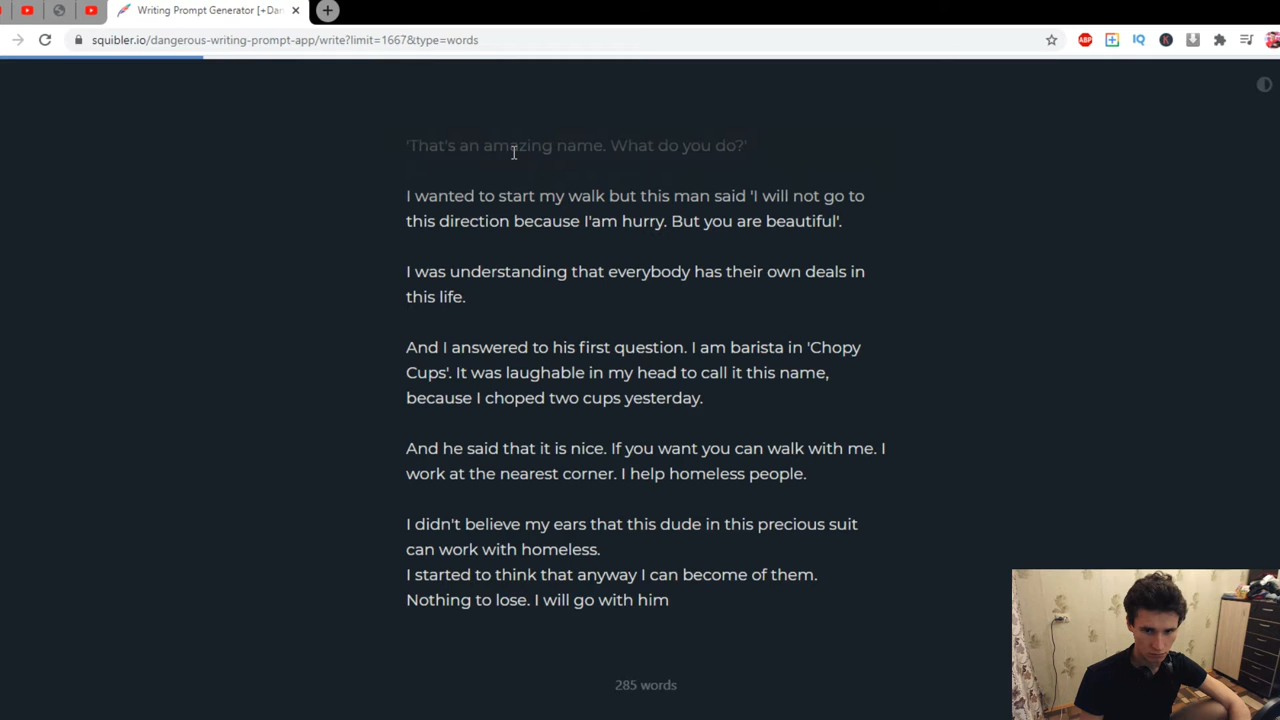 Writing Prompt Generator [+Dan
squibler.io/dangerous-writing-prompt-app/write?limit=1667&type=words
ABP
IQ
K
'That's an amazing name. What do you do?'
I wanted to start my walk but this man said 'I will not go to
this direction because I'am hurry. But you are beautiful'.
I was understanding that everybody has their own deals in
this life.
And I answered to his first question. I am barista in 'Chopy
Cups'. It was laughable in my head to call it this name,
because I choped two cups yesterday.
And he said that it is nice. If you want you can walk with me. I
work at the nearest corner. I help homeless people.
I didn't believe my ears that this dude in this precious suit
can work with homeless.
I started to think that anyway I can become of them.
Nothing to lose. I will go with him
285 words